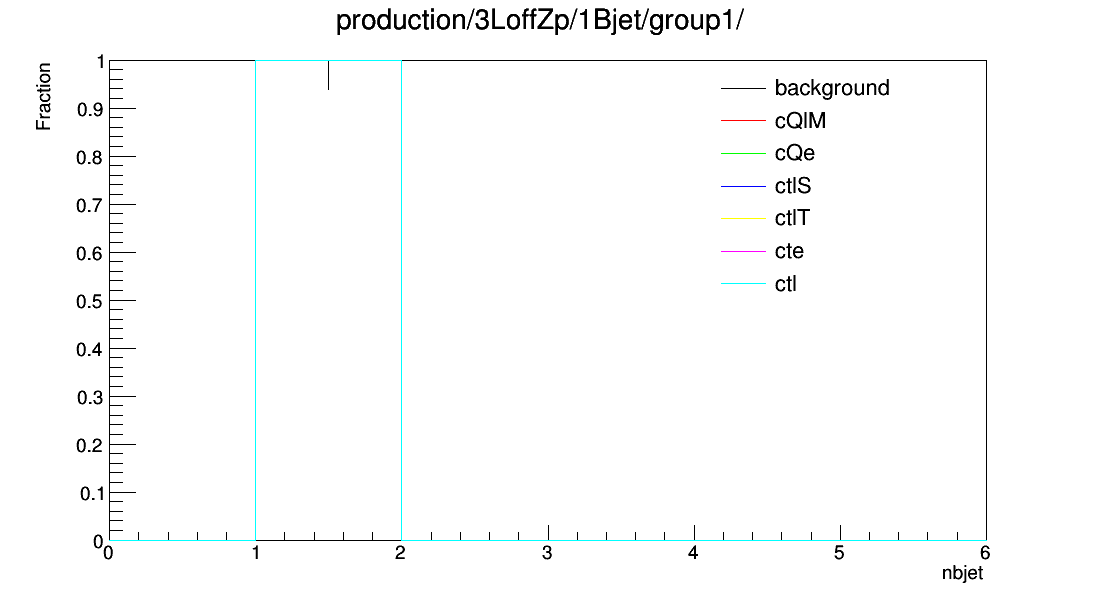 production/3LoffZp/1Bjet/group1/
Fraction
1
0.9
0.8
0.7
0.6
0.5
0.4
0.3
0.2
0.1
0
background
cQlM
cQe
ctlS
ctlT
cte
ctl
0 1 2 3 4 5 6
nbjet